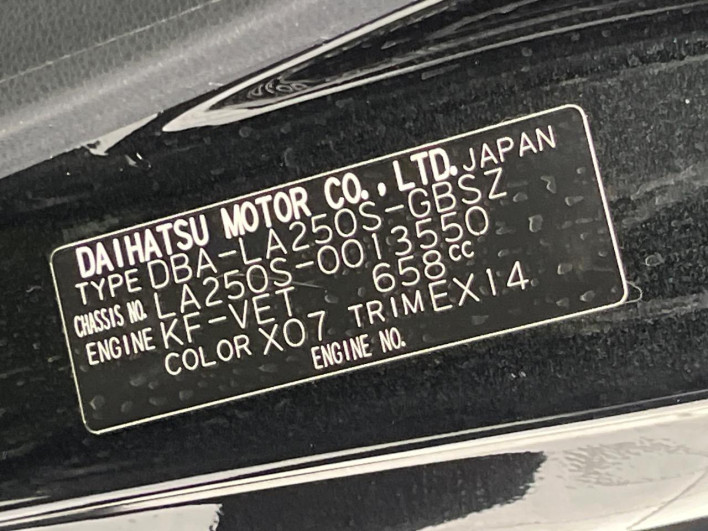 DAIHATSU MOTOR CO., LTD. JAPAN
TYPE DBA-LA250S-GBSZ
CHASSIS NO. LA250S-0013550
ENGINE KF-VET 658cc
COLOR X07 TRIM EX14
ENGINE NO.